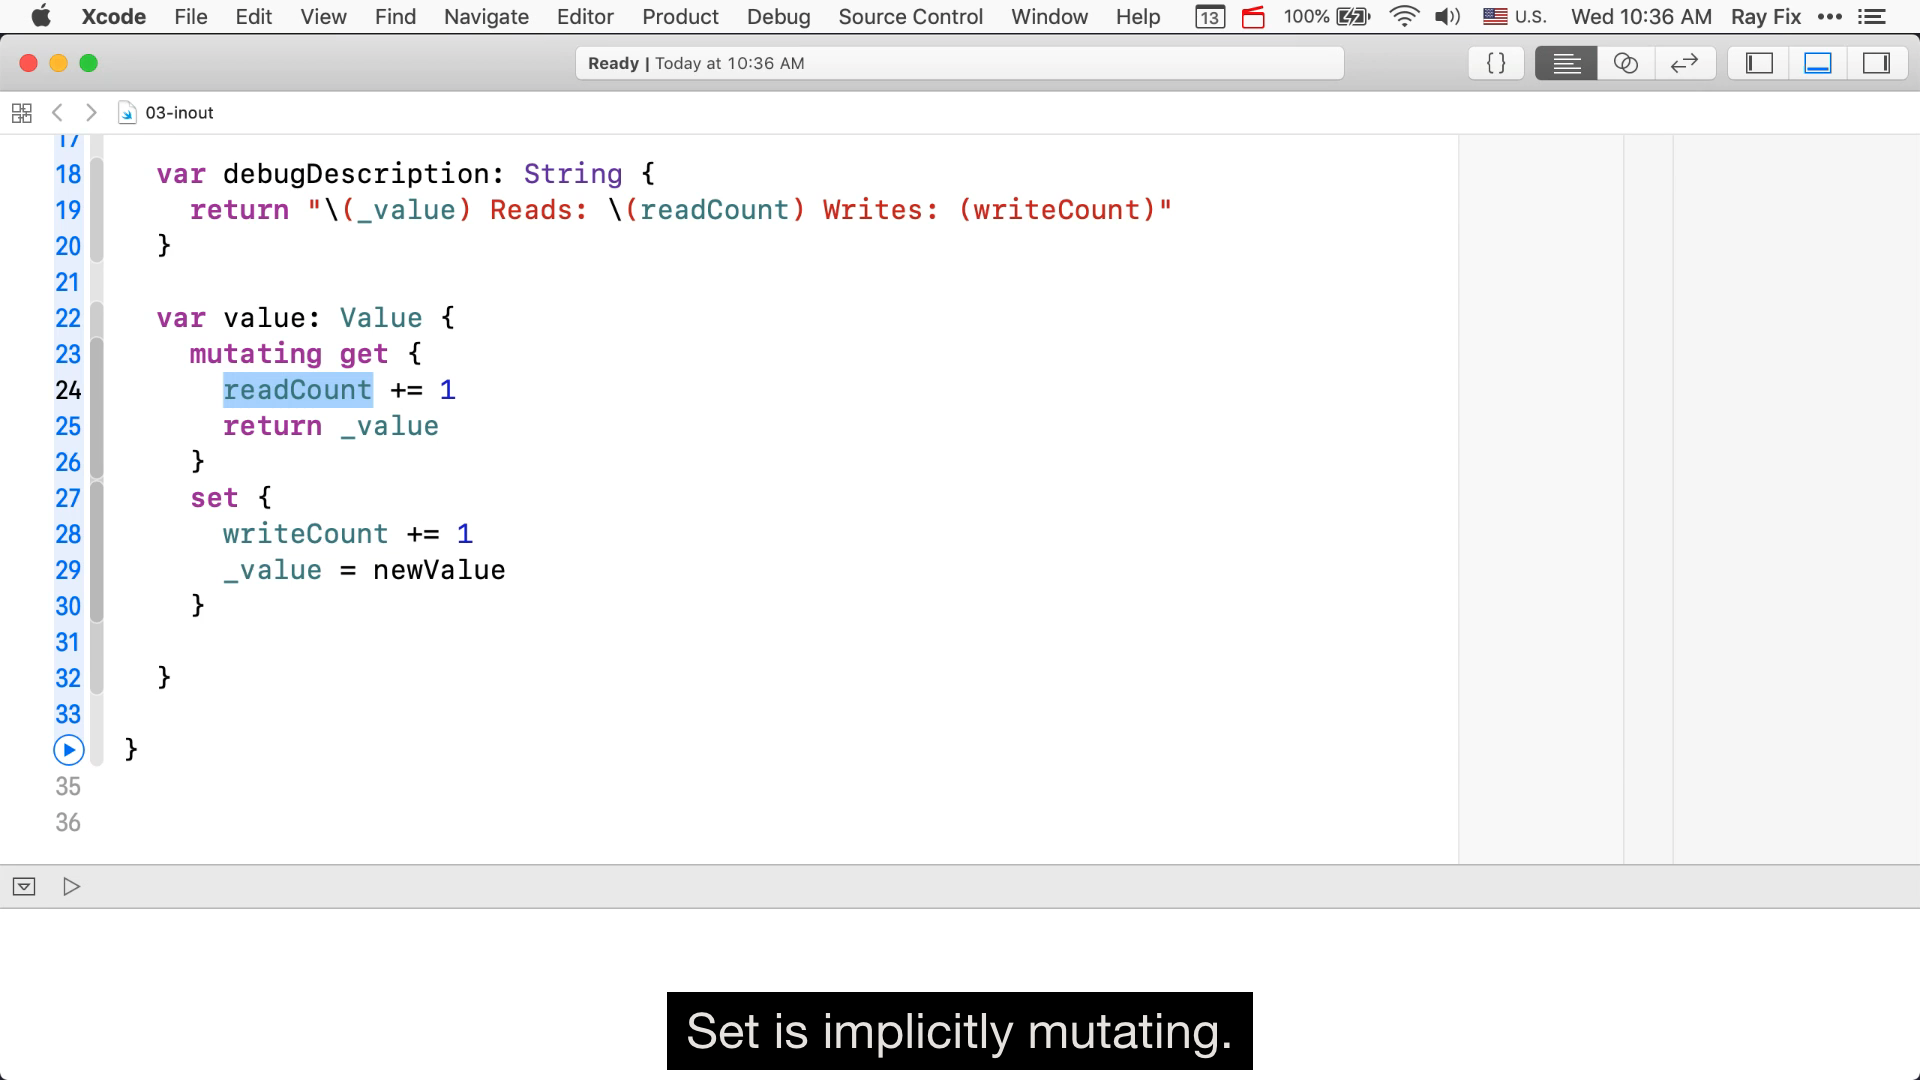 Xcode File Edit View Find Navigate Editor Product Debug Source Control Window Help 13 100% U.S. Wed 10:36 AM Ray Fix
Ready | Today at 10:36 AM
{ }
03-inout
17
18 var debugDescription: String {
19 return "\(_value) Reads: \(readCount) Writes: (writeCount)"
20 }
21
22 var value: Value {
23 mutating get {
24 readCount += 1
25 return _value
26 }
27 set {
28 writeCount += 1
29 _value = newValue
30 }
31
32 }
33
}
35
36
Set is implicitly mutating.